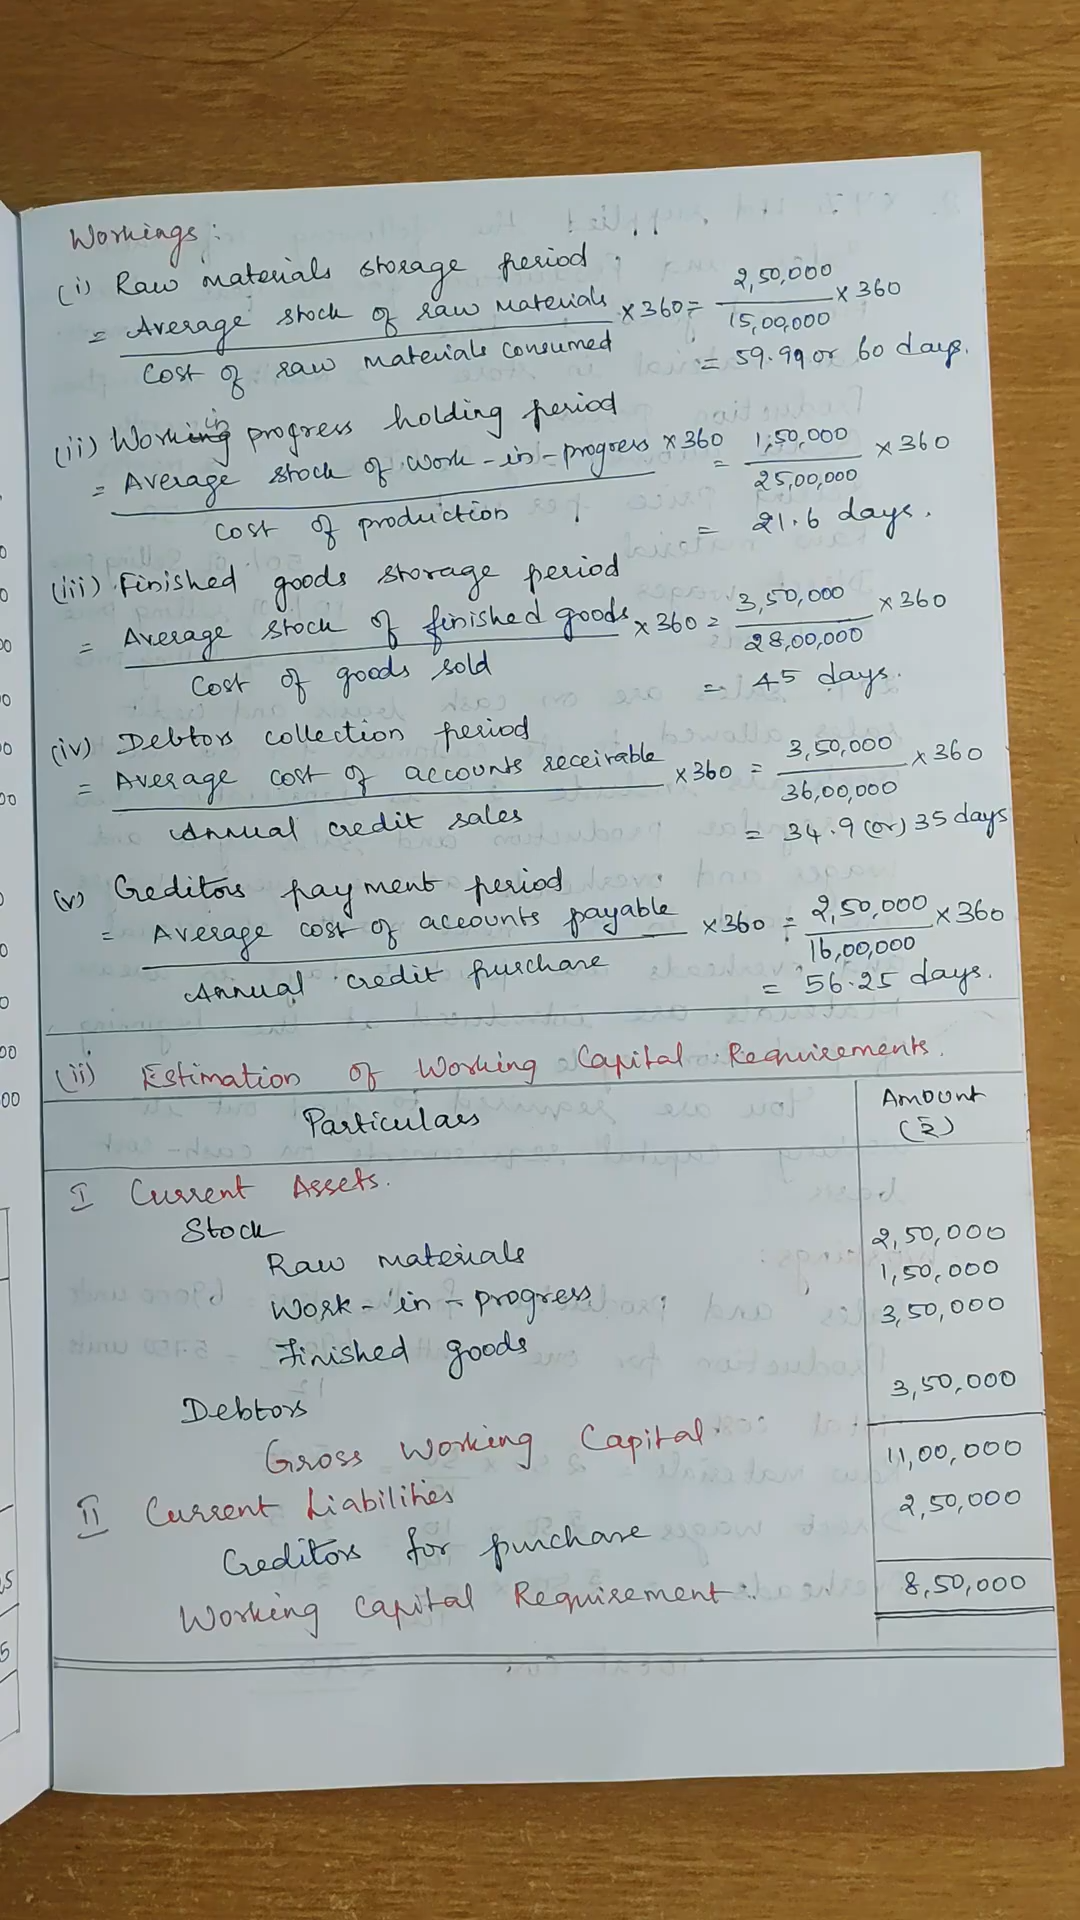 Workings :
(i) Raw materials storage period :
= Average stock of raw materials / Cost of raw materials consumed × 360 = 2,50,000 / 15,00,000 × 360
= 59.99 or 60 days.
(ii) Working in progress holding period
= Average stock of work-in-progress / Cost of production × 360 = 1,50,000 / 25,00,000 × 360
= 21.6 days.
(iii) Finished goods storage period
= Average stock of finished goods / Cost of goods sold × 360 = 3,50,000 / 28,00,000 × 360
= 45 days.
(iv) Debtors collection period
= Average cost of accounts receivable / Annual credit sales × 360 = 3,50,000 / 36,00,000 × 360
= 34.9 (or) 35 days
(v) Creditors payment period
= Average cost of accounts payable / Annual credit purchase × 360 = 2,50,000 / 16,00,000 × 360
= 56.25 days.
(ii) Estimation of Working Capital Requirements.
Particulars Amount (₹)
I Current Assets.
Stock
Raw materials 2,50,000
Work-in-progress 1,50,000
Finished goods 3,50,000
Debtors 3,50,000
Gross Working Capital 11,00,000
II Current Liabilities
Creditors for purchase 2,50,000
Working Capital Requirement 8,50,000